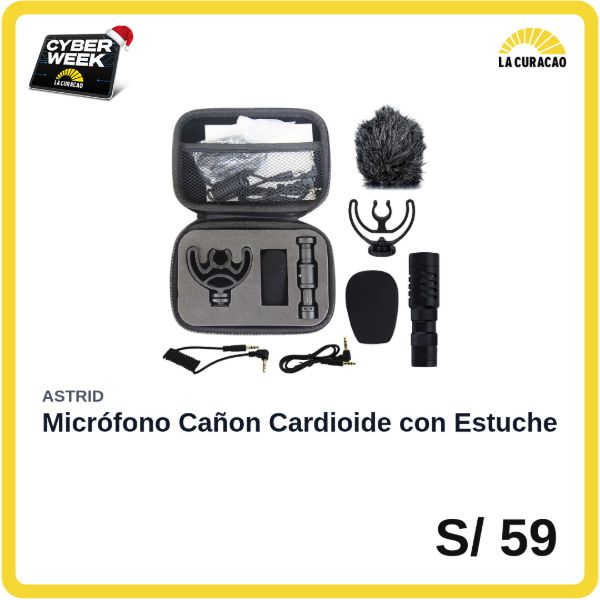 CYBER
WEEK
LA CURACAO
LA CURACAO
ASTRID
Micrófono Cañon Cardioide con Estuche
S/ 59